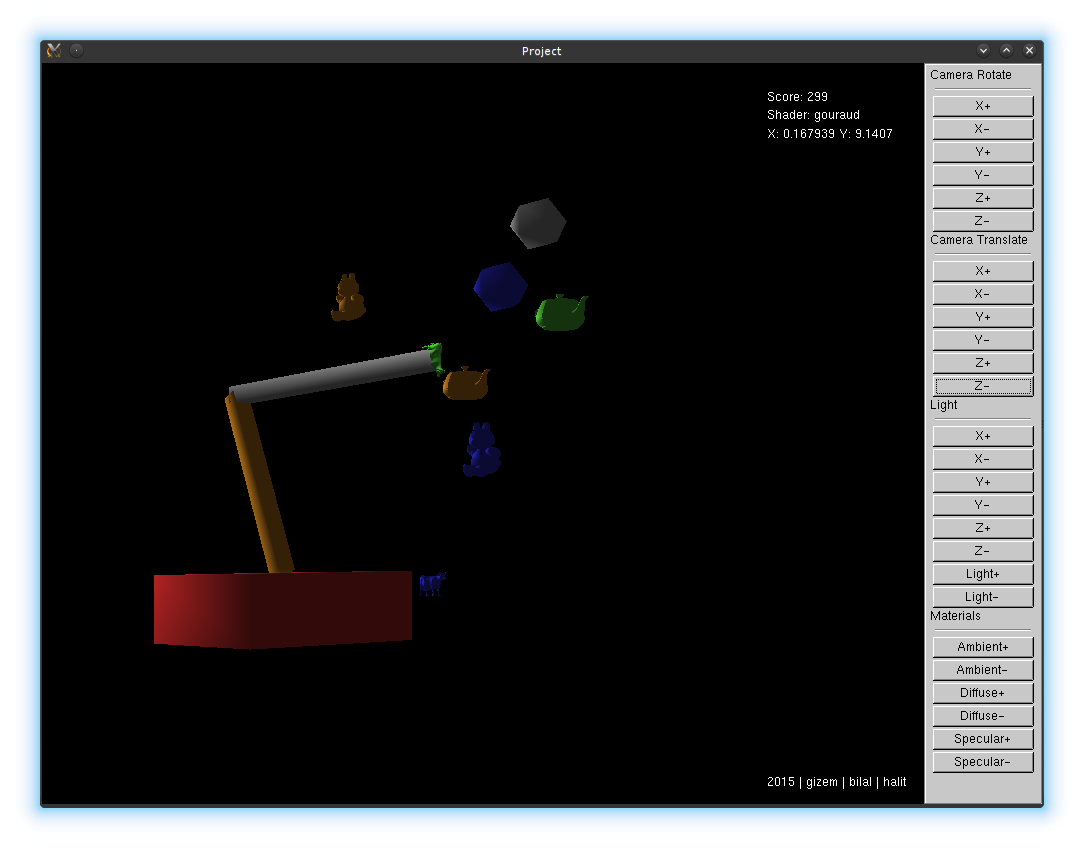 Project
Score: 299
Shader: gouraud
X: 0.167939 Y: 9.1407
2015 | gizem | bilal | halit
Camera Rotate
X+
X-
Y+
Y-
Z+
Z-
Camera Translate
X+
X-
Y+
Y-
Z+
Z-
Light
X+
X-
Y+
Y-
Z+
Z-
Light+
Light-
Materials
Ambient+
Ambient-
Diffuse+
Diffuse-
Specular+
Specular-